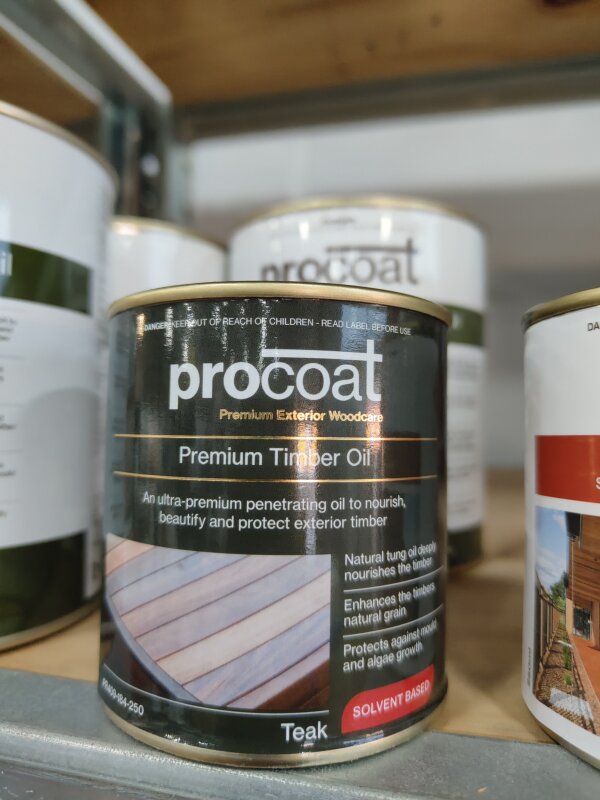 DANGER KEEP OUT OF REACH OF CHILDREN - READ LABEL BEFORE USE
procoat
Premium Exterior Woodcare
Premium Timber Oil
An ultra-premium penetrating oil to nourish,
beautify and protect exterior timber
Natural tung oil deeply
nourishes the timber
Enhances the timbers
natural grain
Protects against mould
and algae growth
SOLVENT BASED
Teak
procoat
DA